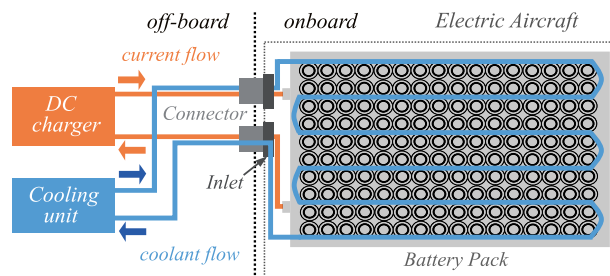 off-board
onboard
Electric Aircraft
current flow
DC
charger
Connector
Inlet
Cooling
unit
coolant flow
Battery Pack